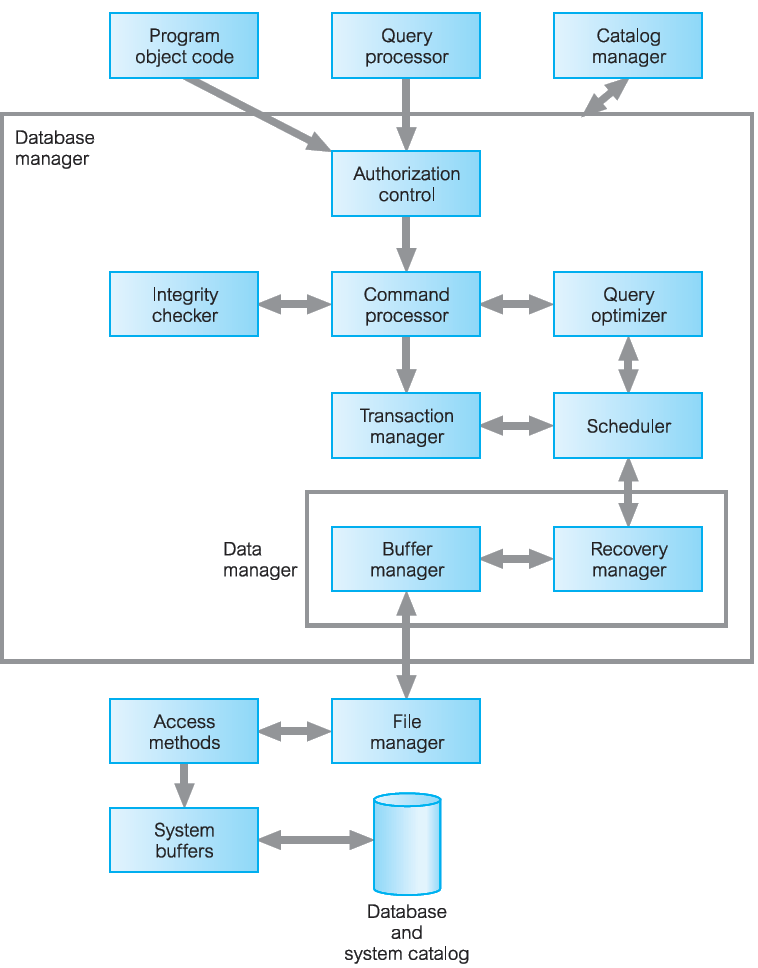 Program
object code
Query
processor
Catalog
manager
Database
manager
Authorization
control
Integrity
checker
Command
processor
Query
optimizer
Transaction
manager
Scheduler
Data
manager
Buffer
manager
Recovery
manager
Access
methods
File
manager
System
buffers
Database
and
system catalog